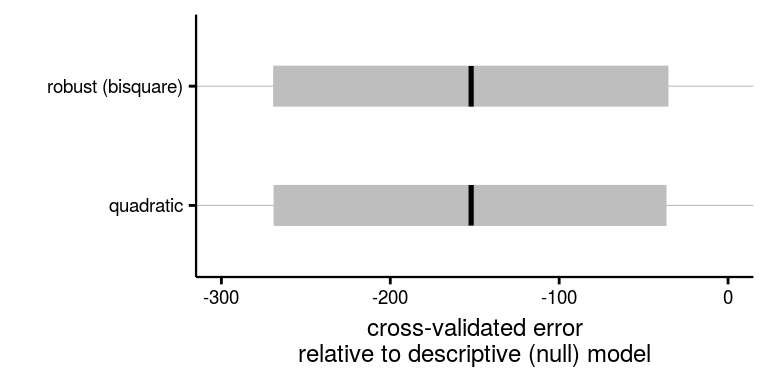 robust (bisquare)
quadratic
-300
-200
-100
0
cross-validated error
relative to descriptive (null) model